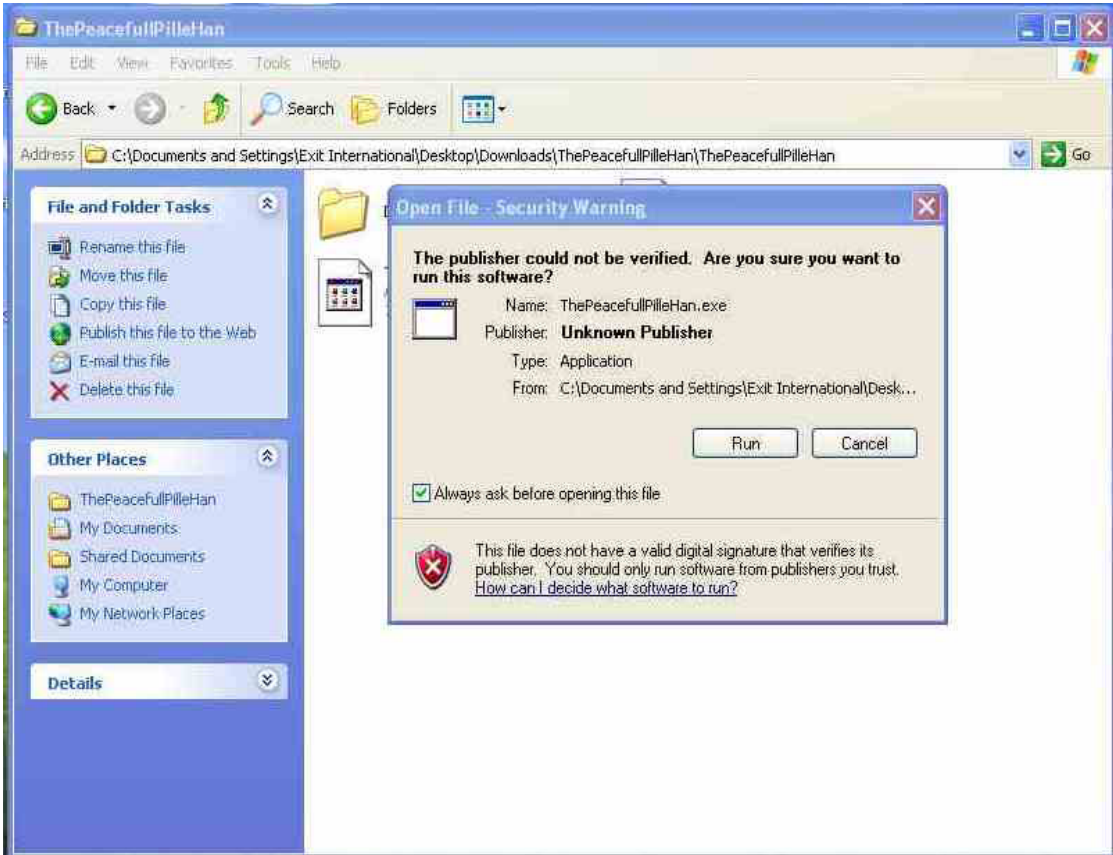 ThePeacefullPilleHan
File Edit View Favorites Tools Help
Back Search Folders
Address C:\Documents and Settings\Exit International\Desktop\Downloads\ThePeacefullPilleHan\ThePeacefullPilleHan Go
File and Folder Tasks
Rename this file
Move this file
Copy this file
Publish this file to the Web
E-mail this file
Delete this file
Other Places
ThePeacefullPilleHan
My Documents
Shared Documents
My Computer
My Network Places
Details
Open File - Security Warning
The publisher could not be verified. Are you sure you want to
run this software?
Name: ThePeacefullPilleHan.exe
Publisher: Unknown Publisher
Type: Application
From: C:\Documents and Settings\Exit International\Desk...
Run Cancel
Always ask before opening this file
This file does not have a valid digital signature that verifies its
publisher. You should only run software from publishers you trust.
How can I decide what software to run?